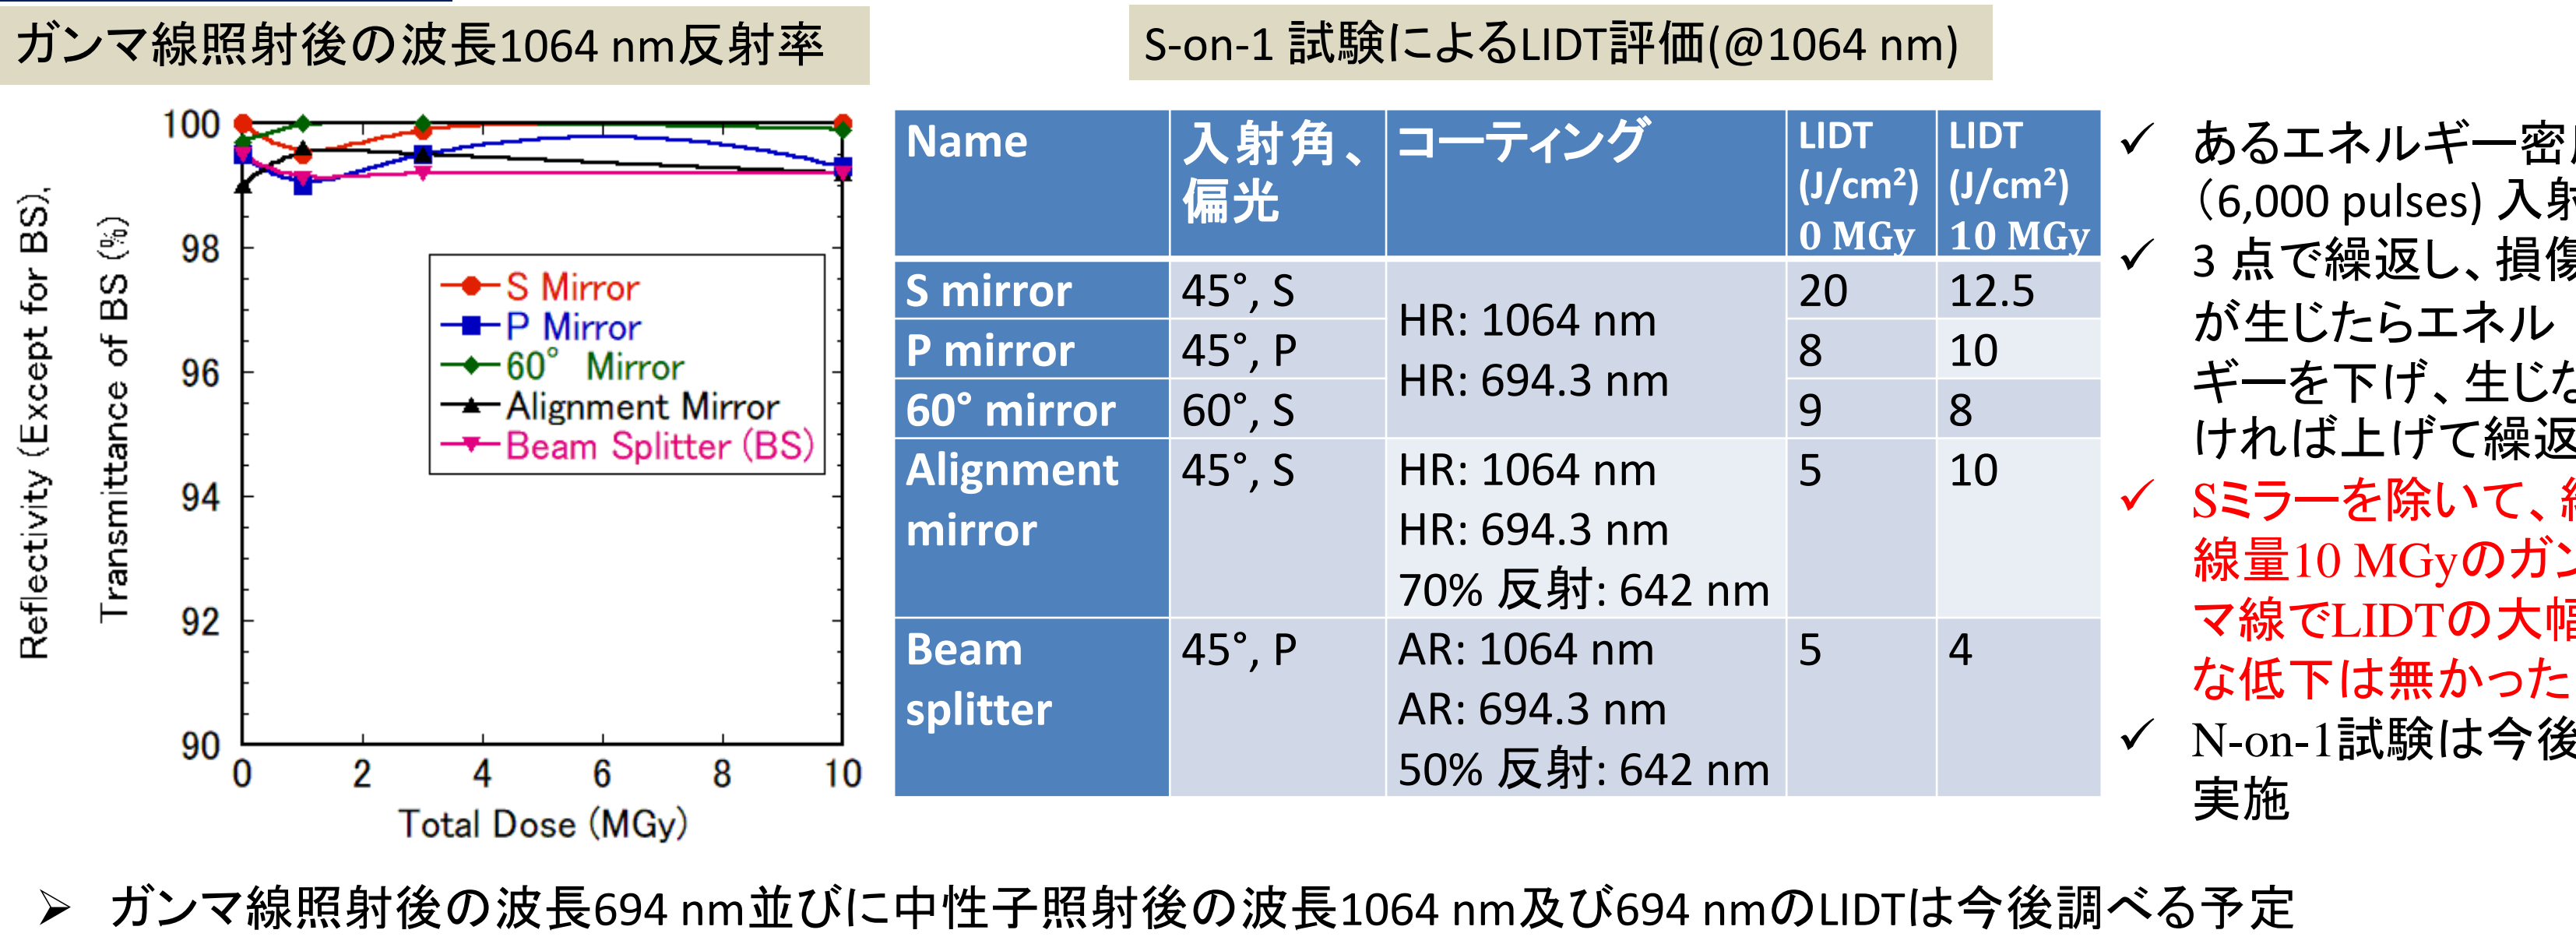 ガンマ線照射後の波長1064 nm反射率
S-on-1 試験によるLIDT評価(@1064 nm)
Reflectivity (Except for BS),
Transmittance of BS (%)
100
98
96
94
92
90
0 2 4 6 8 10
Total Dose (MGy)
S Mirror
P Mirror
60° Mirror
Alignment Mirror
Beam Splitter (BS)
Name 入射角、偏光 コーティング LIDT (J/cm²) 0 MGy LIDT (J/cm²) 10 MGy
S mirror 45°, S HR: 1064 nm 20 12.5
P mirror 45°, P HR: 694.3 nm 8 10
60° mirror 60°, S 9 8
Alignment mirror 45°, S HR: 1064 nm 5 10
HR: 694.3 nm
70% 反射: 642 nm
Beam splitter 45°, P AR: 1064 nm 5 4
AR: 694.3 nm
50% 反射: 642 nm
✓ あるエネルギー密
（6,000 pulses) 入射
✓ 3 点で繰返し、損傷
が生じたらエネル
ギーを下げ、生じな
ければ上げて繰返
✓ Sミラーを除いて、
線量10 MGyのガン
マ線でLIDTの大幅
な低下は無かった
✓ N-on-1試験は今後
実施
➢ ガンマ線照射後の波長694 nm並びに中性子照射後の波長1064 nm及び694 nmのLIDTは今後調べる予定